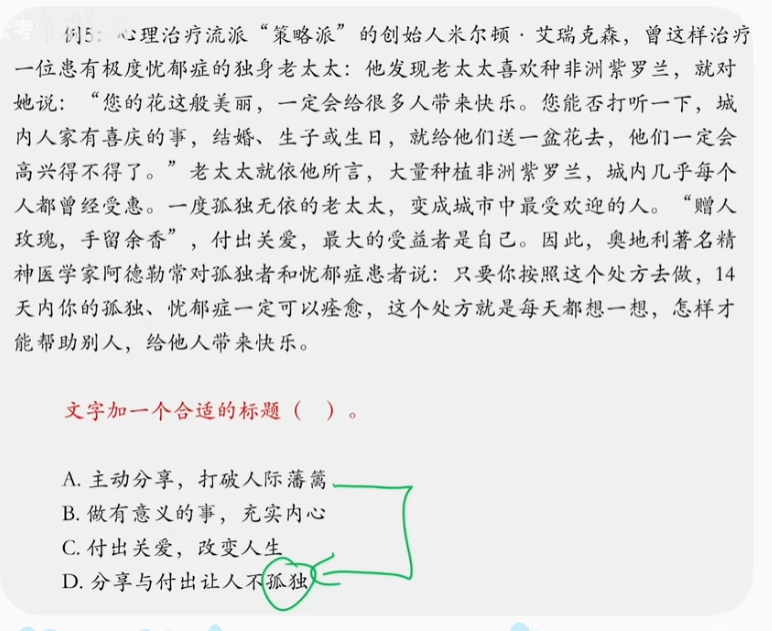 例5：心理治疗流派“策略派”的创始人米尔顿·艾瑞克森，曾这样治疗
一位患有极度忧郁症的独身老太太：他发现老太太喜欢种非洲紫罗兰，就对
她说：“您的花这般美丽，一定会给很多人带来快乐。您能否打听一下，城
内人家有喜庆的事，结婚、生子或生日，就给他们送一盆花去，他们一定会
高兴得不得了。”老太太就依他所言，大量种植非洲紫罗兰，城内几乎每个
人都曾经受惠。一度孤独无依的老太太，变成城市中最受欢迎的人。“赠人
玫瑰，手留余香”，付出关爱，最大的受益者是自己。因此，奥地利著名精
神医学家阿德勒常对孤独者和忧郁症患者说：只要你按照这个处方去做，14
天内你的孤独、忧郁症一定可以痊愈，这个处方就是每天都想一想，怎样才
能帮助别人，给他人带来快乐。
文字加一个合适的标题（ ）。
A. 主动分享，打破人际藩篱
B. 做有意义的事，充实内心
C. 付出关爱，改变人生
D. 分享与付出让人不孤独